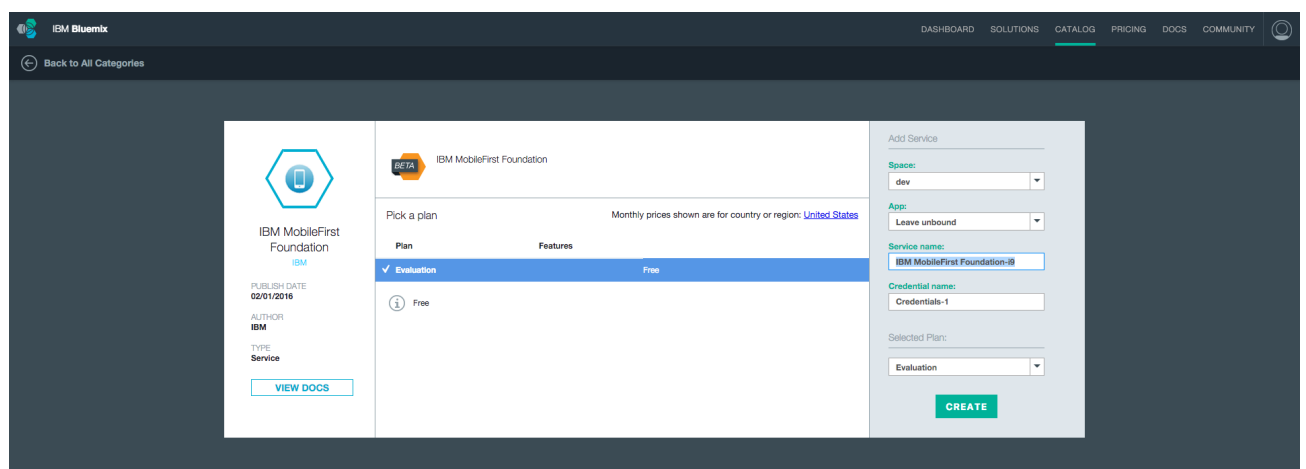 IBM Bluemix
DASHBOARD SOLUTIONS CATALOG PRICING DOCS COMMUNITY
Back to All Categories
IBM MobileFirst
Foundation
IBM
PUBLISH DATE
02/01/2016
AUTHOR
IBM
TYPE
Service
VIEW DOCS
BETA
IBM MobileFirst Foundation
Pick a plan
Monthly prices shown are for country or region: United States
Plan Features
Evaluation Free
Free
Add Service
Space:
dev
App:
Leave unbound
Service name:
IBM MobileFirst Foundation-i9
Credential name:
Credentials-1
Selected Plan:
Evaluation
CREATE